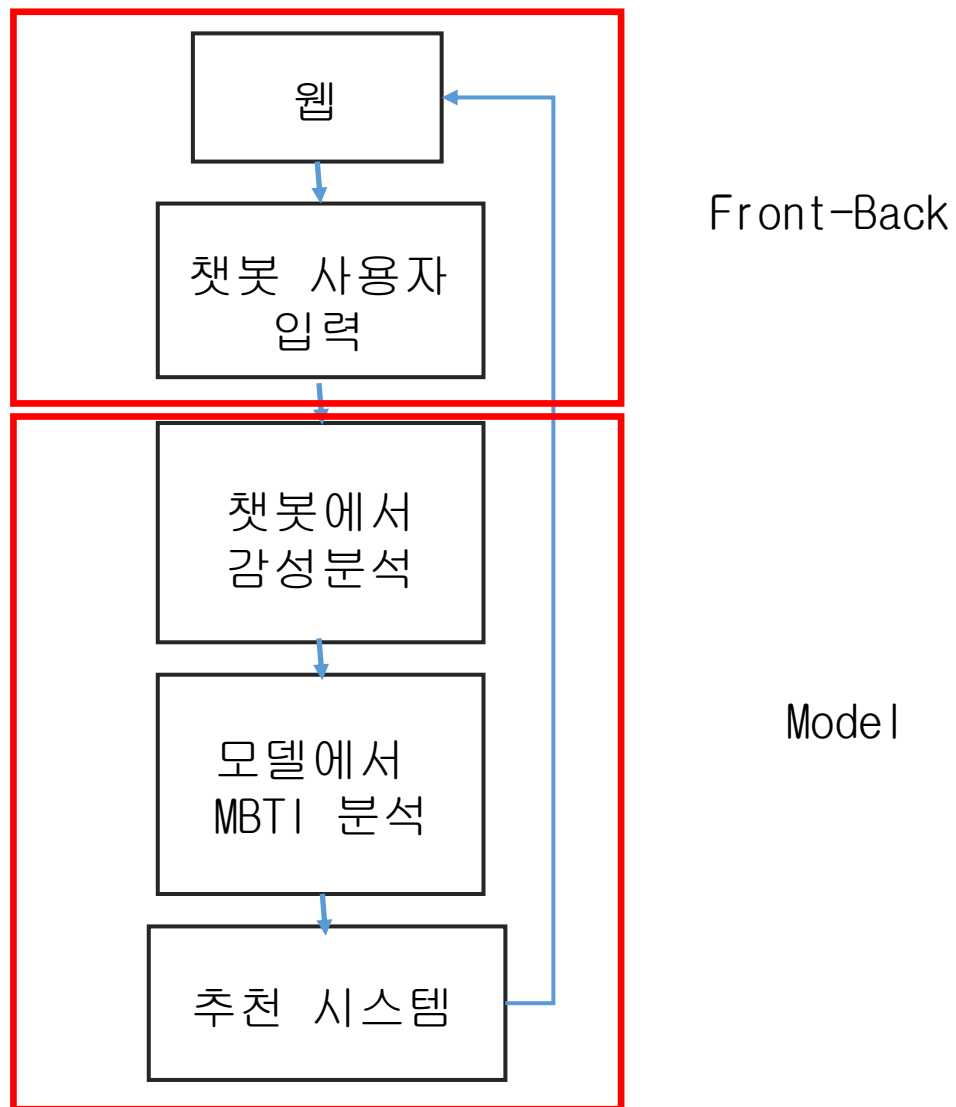 웹
Front-Back
챗봇 사용자
입력
챗봇에서
감성분석
모델에서
MBTI 분석
Model
추천 시스템